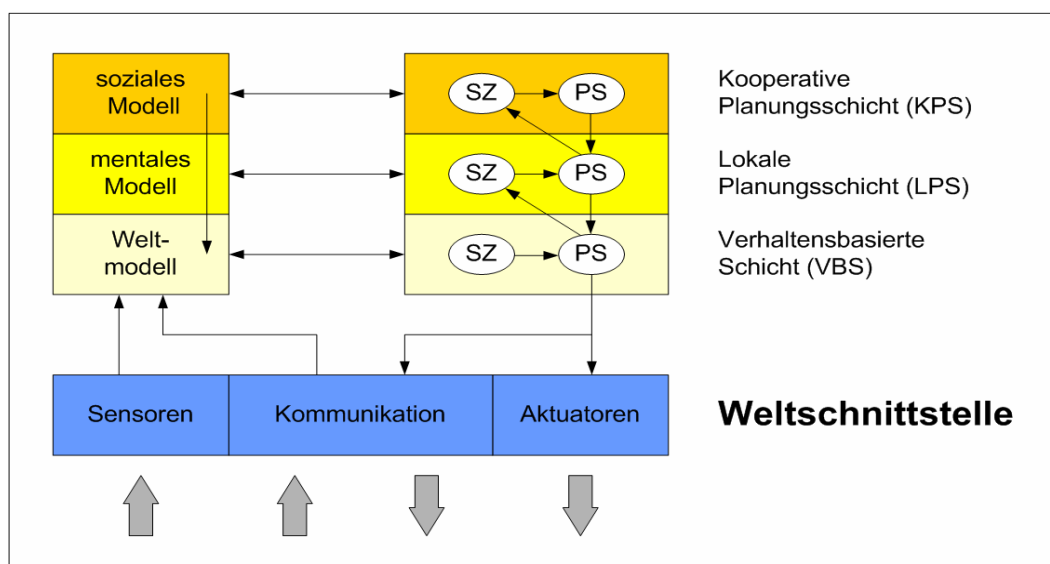 soziales
Modell
SZ
PS
Kooperative
Planungsschicht (KPS)
mentales
Modell
SZ
PS
Lokale
Planungsschicht (LPS)
Welt-
modell
SZ
PS
Verhaltensbasierte
Schicht (VBS)
Sensoren
Kommunikation
Aktuatoren
Weltschnittstelle